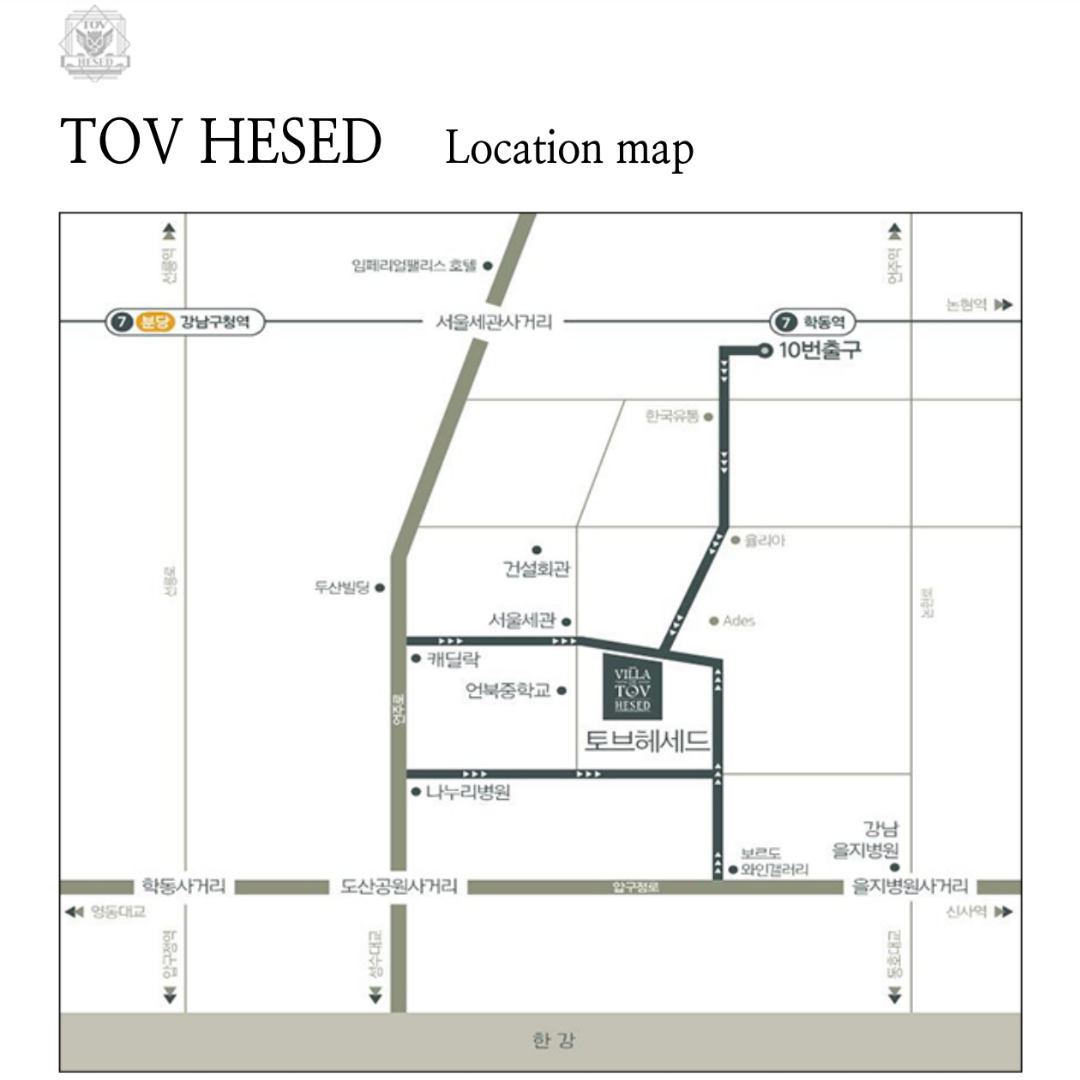 TOV
HESED
TOV HESED
Location map
선릉역
언주역
임페리얼팰리스 호텔
논현역
7 분당 강남구청역
서울세관사거리
7 학동역
10번출구
한국유통
율리아
건설회관
선릉로
두산빌딩
논현로
서울세관
Ades
캐딜락
언북중학교
VILLA
TOV
HESED
언주로
토브헤세드
나누리병원
강남
을지병원
보르도
와인갤러리
학동사거리
도산공원사거리
압구정로
을지병원사거리
영동대교
신사역
압구정역
성수대교
동호대교
한 강